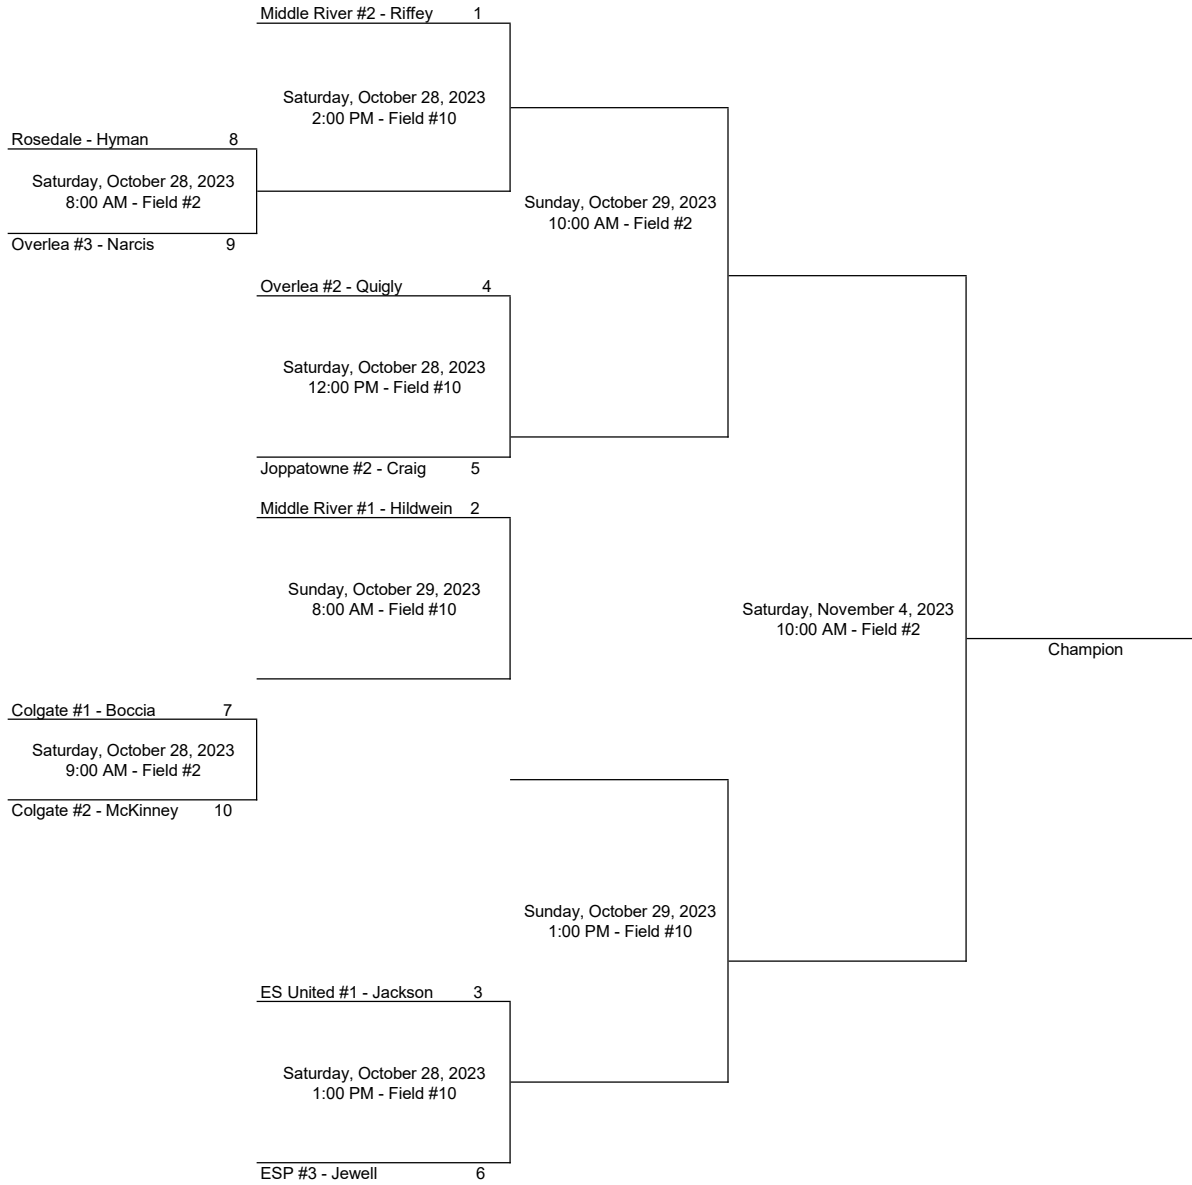 Middle River #2 - Riffey 1
Saturday, October 28, 2023
2:00 PM - Field #10
Rosedale - Hyman 8
Saturday, October 28, 2023
8:00 AM - Field #2
Overlea #3 - Narcis 9
Sunday, October 29, 2023
10:00 AM - Field #2
Overlea #2 - Quigly 4
Saturday, October 28, 2023
12:00 PM - Field #10
Joppatowne #2 - Craig 5
Middle River #1 - Hildwein 2
Sunday, October 29, 2023
8:00 AM - Field #10
Saturday, November 4, 2023
10:00 AM - Field #2
Champion
Colgate #1 - Boccia 7
Saturday, October 28, 2023
9:00 AM - Field #2
Colgate #2 - McKinney 10
Sunday, October 29, 2023
1:00 PM - Field #10
ES United #1 - Jackson 3
Saturday, October 28, 2023
1:00 PM - Field #10
ESP #3 - Jewell 6